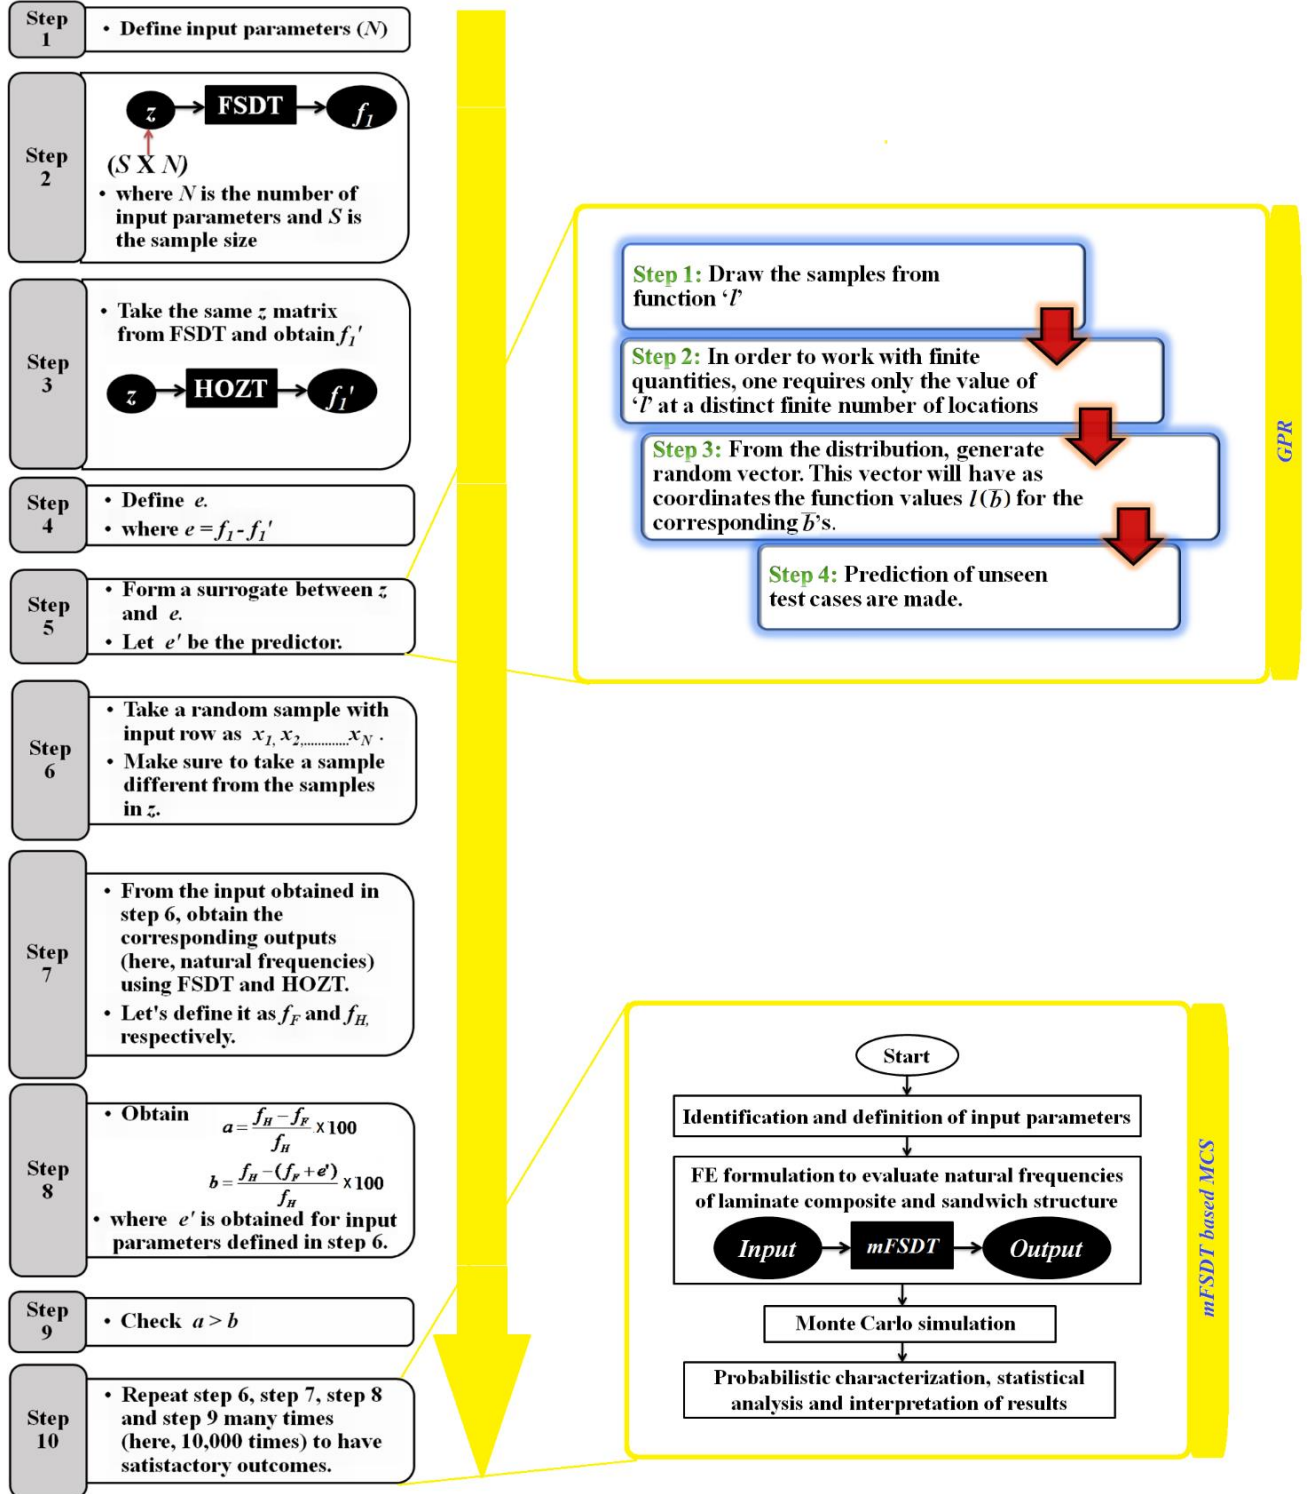 Step
1
• Define input parameters (N)
Step
2
z
FSDT
f₁
(S X N)
• where N is the number of
input parameters and S is
the sample size
Step
3
• Take the same z matrix
from FSDT and obtain f₁'
z
HOZT
f₁'
Step
4
• Define e.
• where e = f₁ - f₁'
Step
5
• Form a surrogate between z
and e.
• Let e' be the predictor.
Step
6
• Take a random sample with
input row as x₁, x₂,.............x_N .
• Make sure to take a sample
different from the samples
in z.
Step
7
• From the input obtained in
step 6, obtain the
corresponding outputs
(here, natural frequencies)
using FSDT and HOZT.
• Let's define it as f_F and f_H,
respectively.
Step
8
• Obtain
a = (f_H − f_F) / f_H × 100
b = (f_H − (f_F + e')) / f_H × 100
• where e' is obtained for input
parameters defined in step 6.
Step
9
• Check a > b
Step
10
• Repeat step 6, step 7, step 8
and step 9 many times
(here, 10,000 times) to have
satistactory outcomes.
Step 1: Draw the samples from
function ‘l’
Step 2: In order to work with finite
quantities, one requires only the value of
‘l’ at a distinct finite number of locations
Step 3: From the distribution, generate
random vector. This vector will have as
coordinates the function values l(b̅) for the
corresponding b̅’s.
Step 4: Prediction of unseen
test cases are made.
GPR
Start
Identification and definition of input parameters
FE formulation to evaluate natural frequencies
of laminate composite and sandwich structure
Input
mFSDT
Output
Monte Carlo simulation
Probabilistic characterization, statistical
analysis and interpretation of results
mFSDT based MCS